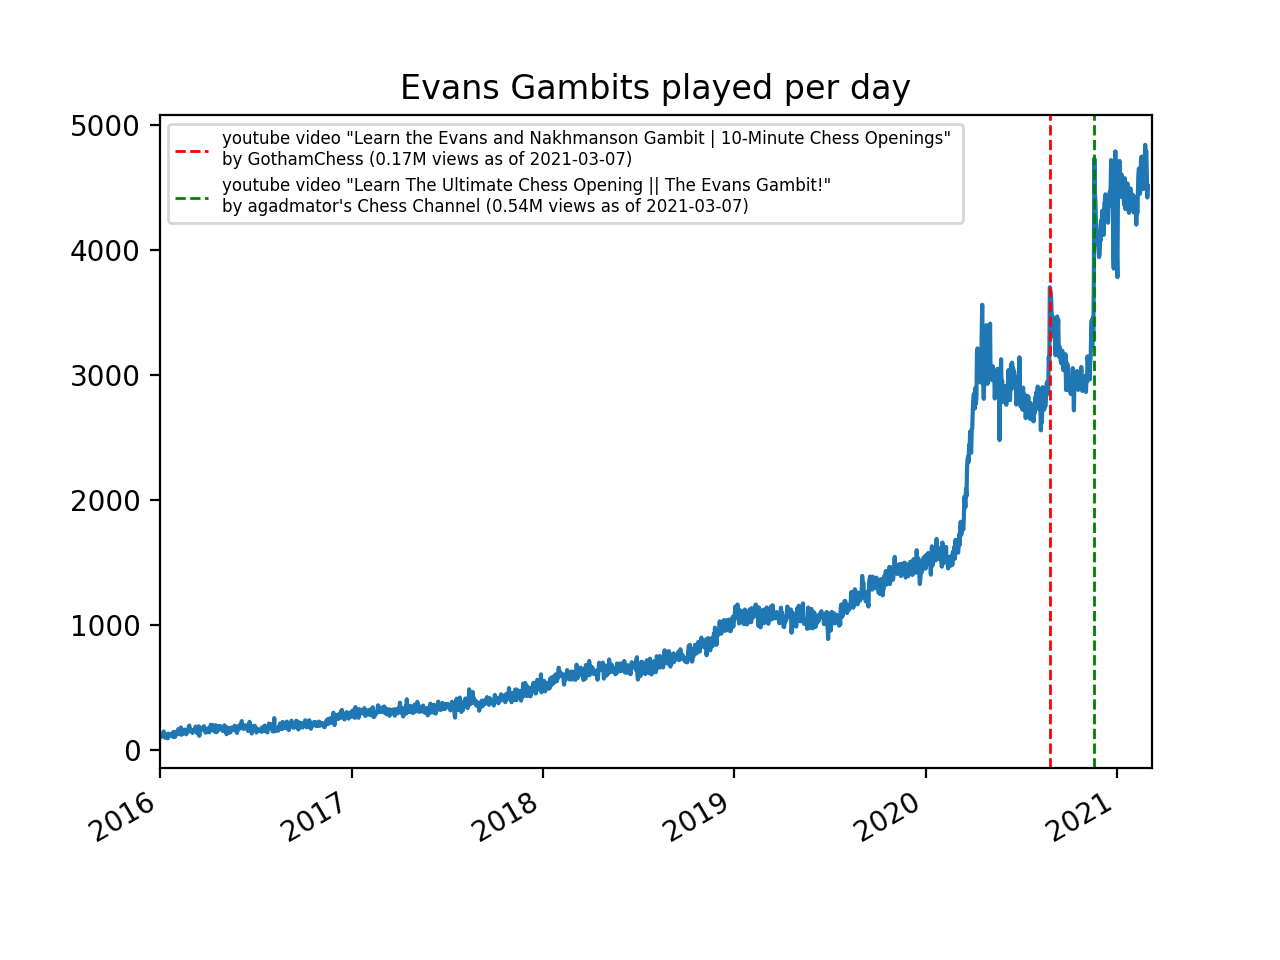 Evans Gambits played per day
5000
youtube video "Learn the Evans and Nakhmanson Gambit | 10-Minute Chess Openings"
by GothamChess (0.17M views as of 2021-03-07)
youtube video "Learn The Ultimate Chess Opening || The Evans Gambit!"
by agadmator's Chess Channel (0.54M views as of 2021-03-07)
4000
3000
2000
1000
0
2016
2017
2018
2019
2020
2021